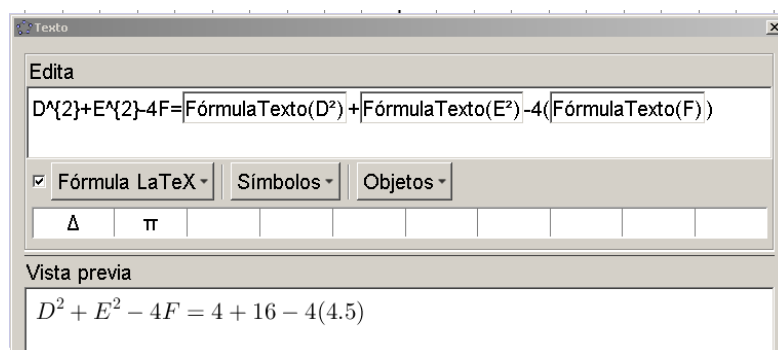 Texto
Edita
D^{2}+E^{2}-4F=FórmulaTexto(D²)+FórmulaTexto(E²)-4(FórmulaTexto(F))
Fórmula LaTeX Símbolos Objetos
Δ π
Vista previa
D² + E² − 4F = 4 + 16 − 4(4.5)